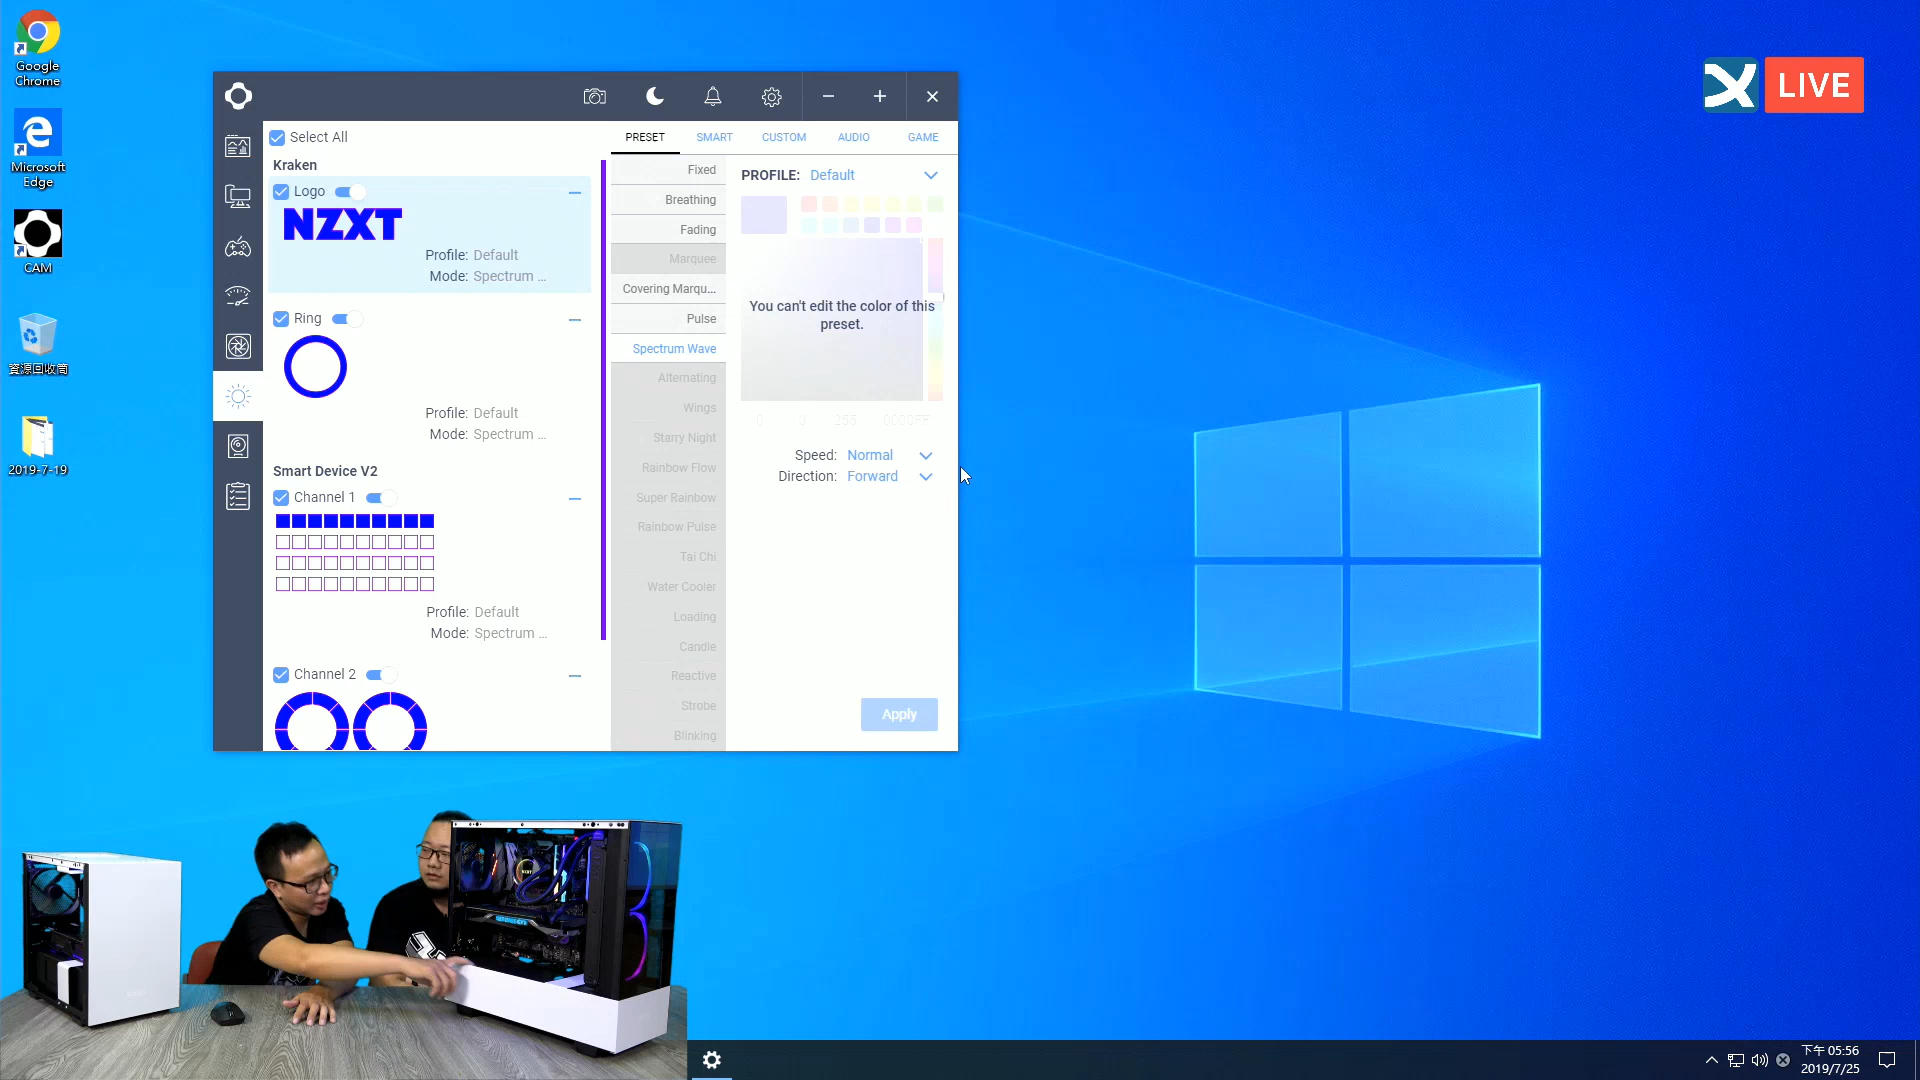 Google
Chrome
Microsoft
Edge
CAM
資源回收筒
2019-7-19
LIVE
Select All
PRESET
SMART
CUSTOM
AUDIO
GAME
Kraken
Logo
NZXT
Profile: Default
Mode: Spectrum ...
Ring
Profile: Default
Mode: Spectrum ...
Smart Device V2
Channel 1
Profile: Default
Mode: Spectrum ...
Channel 2
Fixed
Breathing
Fading
Marquee
Covering Marqu...
Pulse
Spectrum Wave
Alternating
Wings
Starry Night
Rainbow Flow
Super Rainbow
Rainbow Pulse
Tai Chi
Water Cooler
Loading
Candle
Reactive
Strobe
Blinking
PROFILE: Default
You can't edit the color of this
preset.
0 0 255 0000FF
Speed: Normal
Direction: Forward
Apply
下午 05:56
2019/7/25